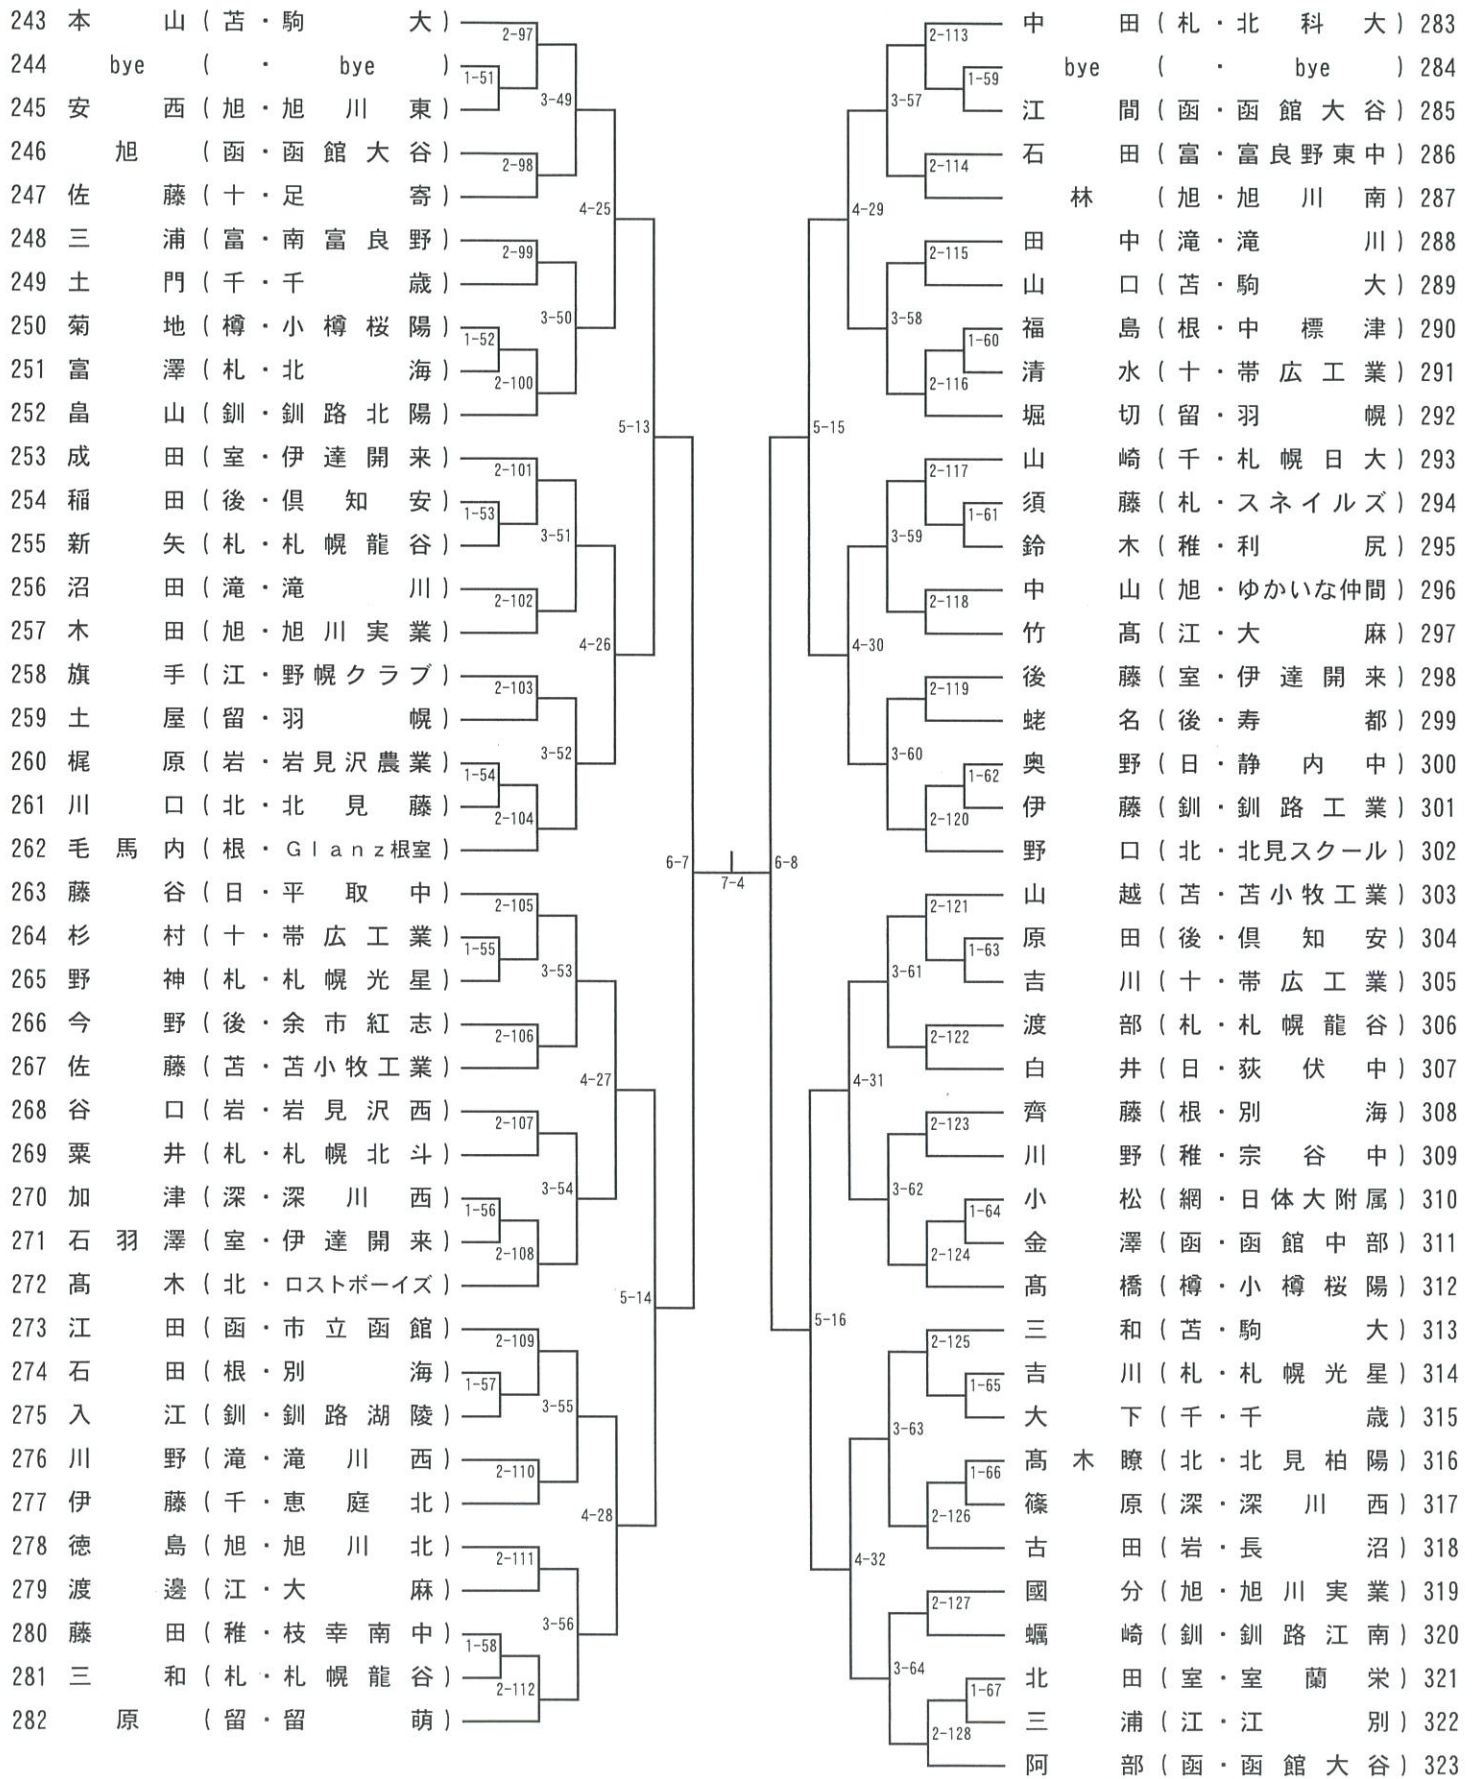 243 本山(苫・駒大)
244 bye(・bye)
245 安西(旭・旭川東)
246 旭(函・函館大谷)
247 佐藤(十・足寄)
248 三浦(富・南富良野)
249 土門(千・千歳)
250 菊地(樽・小樽桜陽)
251 富澤(札・北海)
252 畠山(釧・釧路北陽)
253 成田(室・伊達開来)
254 稲田(後・倶知安)
255 新矢(札・札幌龍谷)
256 沼田(滝・滝川)
257 木田(旭・旭川実業)
258 旗手(江・野幌クラブ)
259 土屋(留・羽幌)
260 梶原(岩・岩見沢農業)
261 川口(北・北見藤)
262 毛馬内(根・Glanz根室)
263 藤谷(日・平取中)
264 杉村(十・帯広工業)
265 野神(札・札幌光星)
266 今野(後・余市紅志)
267 佐藤(苫・苫小牧工業)
268 谷口(岩・岩見沢西)
269 粟井(札・札幌北斗)
270 加津(深・深川西)
271 石羽澤(室・伊達開来)
272 髙木(北・ロストボーイズ)
273 江田(函・市立函館)
274 石田(根・別海)
275 入江(釧・釧路湖陵)
276 川野(滝・滝川西)
277 伊藤(千・恵庭北)
278 徳島(旭・旭川北)
279 渡邊(江・大麻)
280 藤田(稚・枝幸南中)
281 三和(札・札幌龍谷)
282 原(留・留萌)
1-51
1-52
1-53
1-54
1-55
1-56
1-57
1-58
2-97
2-98
2-99
2-100
2-101
2-102
2-103
2-104
2-105
2-106
2-107
2-108
2-109
2-110
2-111
2-112
3-49
3-50
3-51
3-52
3-53
3-54
3-55
3-56
4-25
4-26
4-27
4-28
5-13
5-14
6-7
7-4
6-8
5-15
5-16
4-29
4-30
4-31
4-32
3-57
3-58
3-59
3-60
3-61
3-62
3-63
3-64
2-113
2-114
2-115
2-116
2-117
2-118
2-119
2-120
2-121
2-122
2-123
2-124
2-125
2-126
2-127
2-128
1-59
1-60
1-61
1-62
1-63
1-64
1-65
1-66
1-67
中田(札・北科大)283
bye(・bye)284
江間(函・函館大谷)285
石田(富・富良野東中)286
林(旭・旭川南)287
田中(滝・滝川)288
山口(苫・駒大)289
福島(根・中標津)290
清水(十・帯広工業)291
堀切(留・羽幌)292
山崎(千・札幌日大)293
須藤(札・スネイルズ)294
鈴木(稚・利尻)295
中山(旭・ゆかいな仲間)296
竹髙(江・大麻)297
後藤(室・伊達開来)298
蛯名(後・寿都)299
奥野(日・静内中)300
伊藤(釧・釧路工業)301
野口(北・北見スクール)302
山越(苫・苫小牧工業)303
原田(後・倶知安)304
吉川(十・帯広工業)305
渡部(札・札幌龍谷)306
白井(日・荻伏中)307
齊藤(根・別海)308
川野(稚・宗谷中)309
小松(網・日体大附属)310
金澤(函・函館中部)311
髙橋(樽・小樽桜陽)312
三和(苫・駒大)313
吉川(札・札幌光星)314
大下(千・千歳)315
髙木瞭(北・北見柏陽)316
篠原(深・深川西)317
古田(岩・長沼)318
國分(旭・旭川実業)319
蠣崎(釧・釧路江南)320
北田(室・室蘭栄)321
三浦(江・江別)322
阿部(函・函館大谷)323